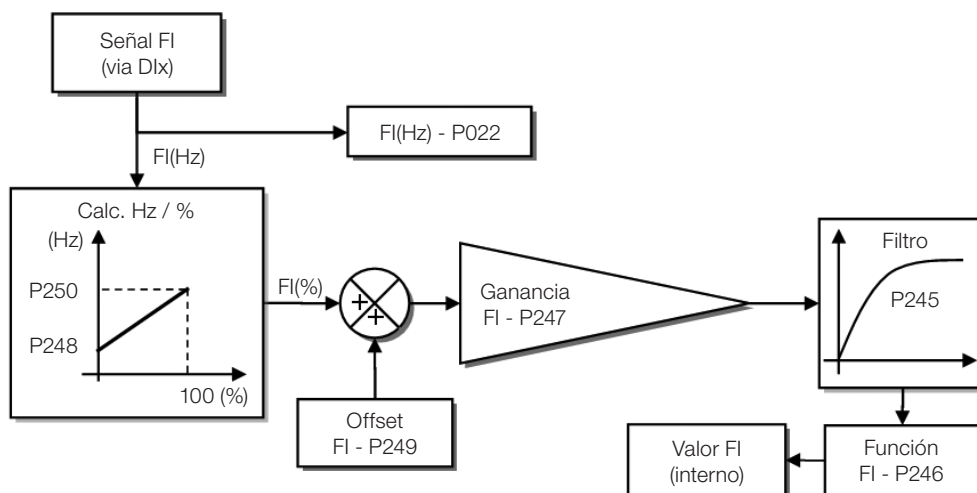 Señal FI
(via DIx)
FI(Hz) - P022
FI(Hz)
Calc. Hz / %
(Hz)
P250
P248
100 (%)
FI(%)
+
+
Offset
FI - P249
Ganancia
FI - P247
Filtro
P245
Función
FI - P246
Valor FI
(interno)